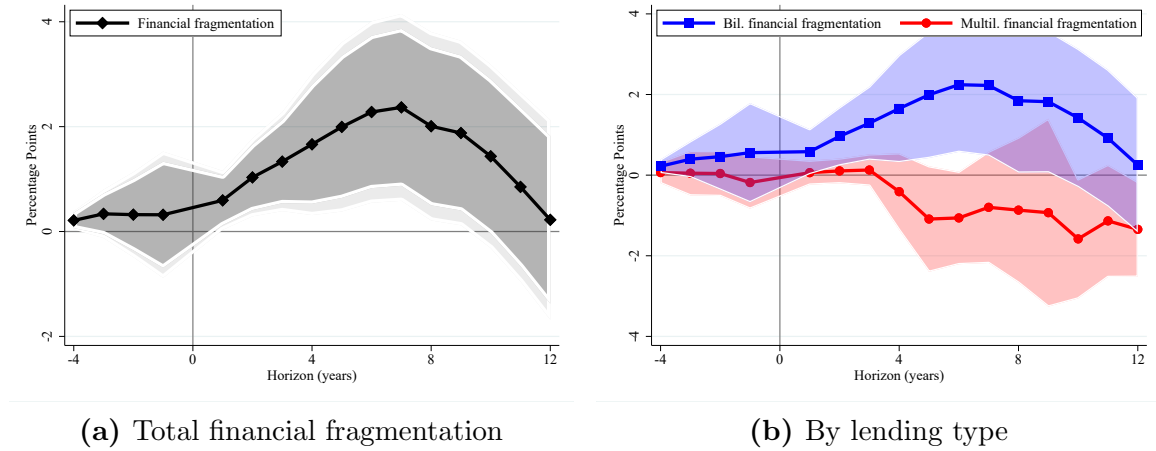 Financial fragmentation
Percentage Points
4
2
0
-2
-4
0
4
8
12
Horizon (years)
(a) Total financial fragmentation
Bil. financial fragmentation
Multil. financial fragmentation
Percentage Points
4
2
0
-2
-4
-4
0
4
8
12
Horizon (years)
(b) By lending type